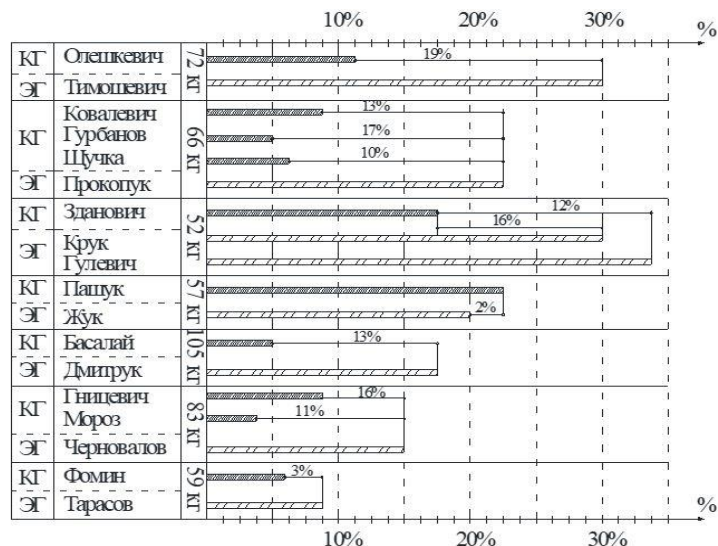 10% 20% 30% %
КГ Олешкевич 72 кг 19%
ЭГ Тимошевич
КГ Ковалевич 66 кг 13%
Гурбанов 17%
Щучка 10%
ЭГ Прокопук
КГ Зданович 52 кг 12%
16%
ЭГ Крук
Гулевич
КГ Пашук 57 кг
ЭГ Жук 2%
КГ Басалай 105 кг 13%
ЭГ Дмитрук
КГ Гницевич 83 кг 16%
Мороз 11%
ЭГ Черновалов
КГ Фомин 59 кг 3%
ЭГ Тарасов
%
10% 20% 30%